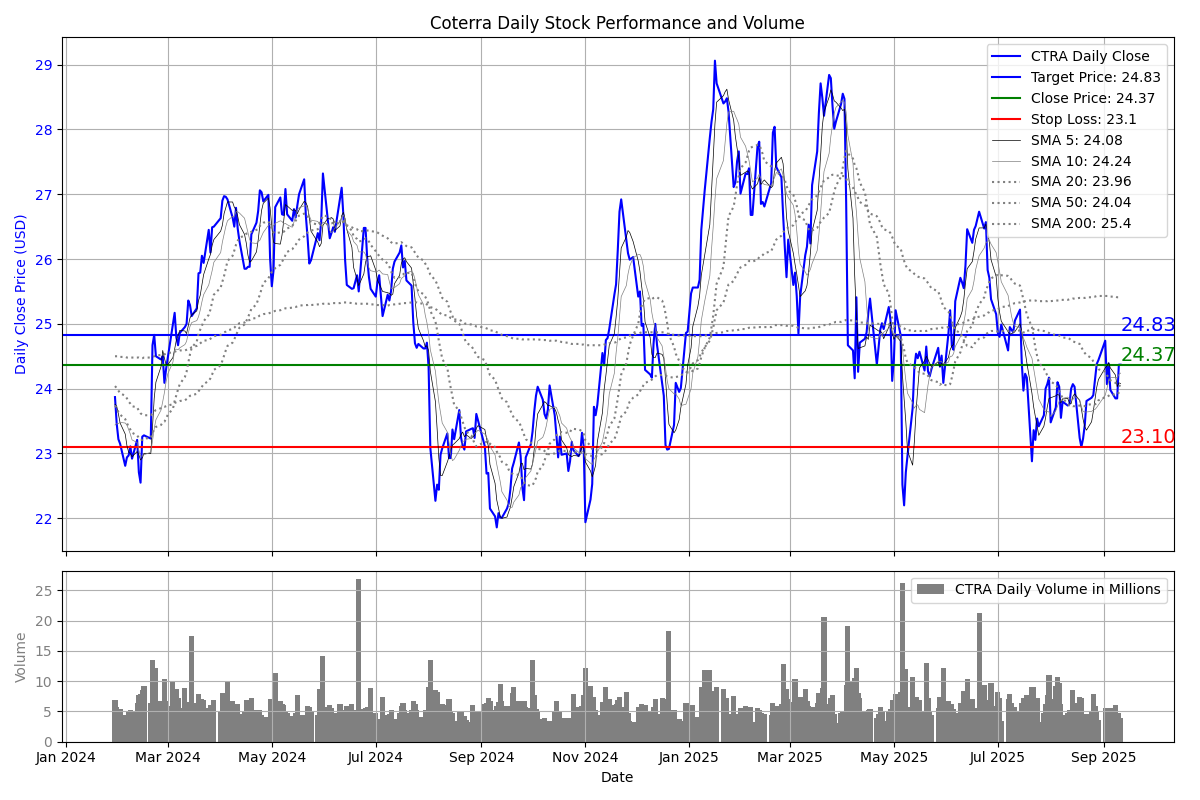 Coterra Daily Stock Performance and Volume
Daily Close Price (USD)
29
28
27
26
25
24
23
22
CTRA Daily Close
Target Price: 24.83
Close Price: 24.37
Stop Loss: 23.1
SMA 5: 24.08
SMA 10: 24.24
SMA 20: 23.96
SMA 50: 24.04
SMA 200: 25.4
24.83
24.37
23.10
Volume
25
20
15
10
5
0
CTRA Daily Volume in Millions
Jan 2024 Mar 2024 May 2024 Jul 2024 Sep 2024 Nov 2024 Jan 2025 Mar 2025 May 2025 Jul 2025 Sep 2025
Date